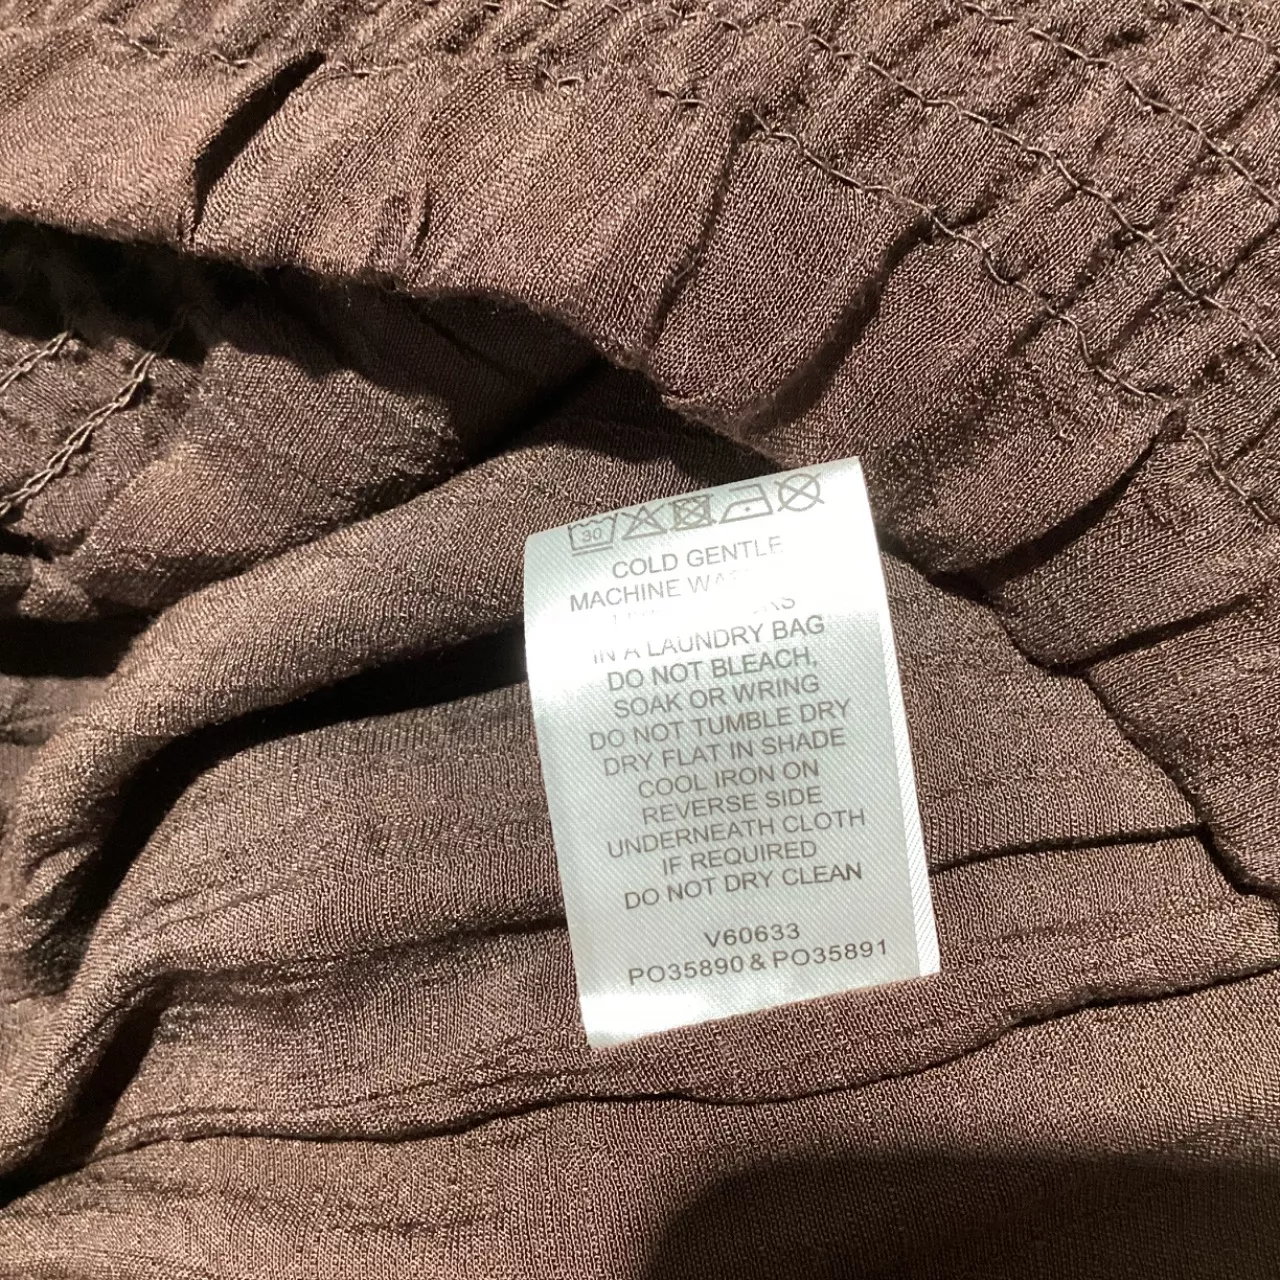 30
COLD GENTLE
MACHINE
IN A LAUNDRY BAG
DO NOT BLEACH,
SOAK OR WRING
DO NOT TUMBLE DRY
DRY FLAT IN SHADE
COOL IRON ON
REVERSE SIDE
UNDERNEATH CLOTH
IF REQUIRED
DO NOT DRY CLEAN
V60633
PO35890 & PO35891